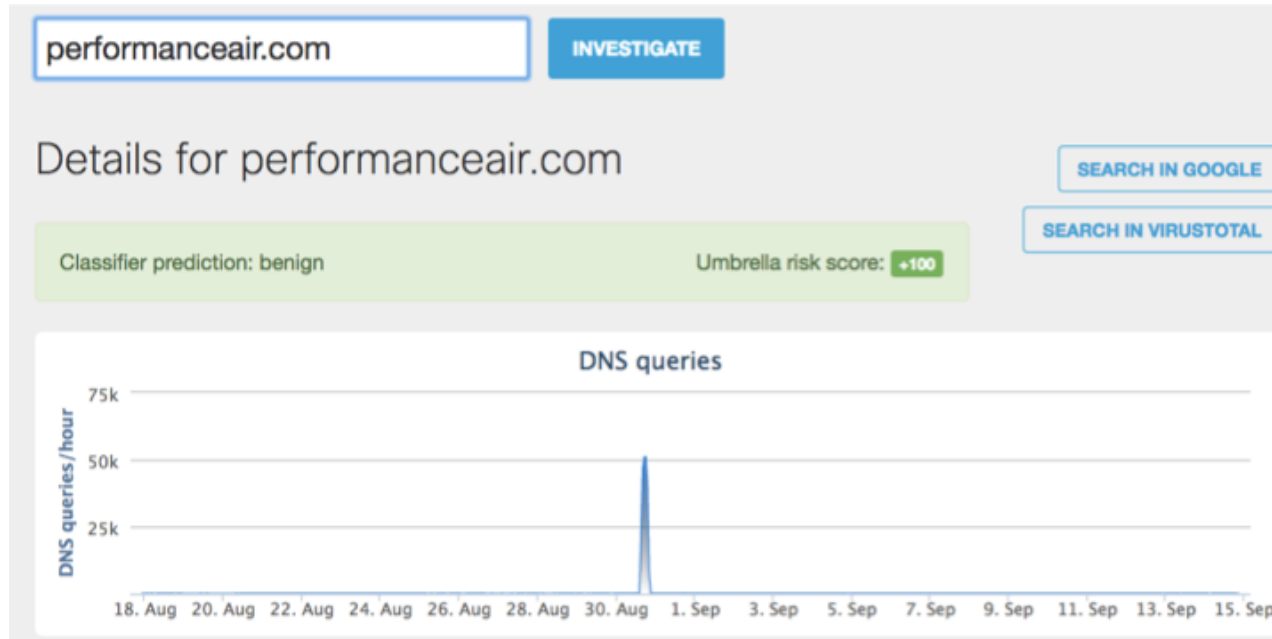 performanceair.com INVESTIGATE
Details for performanceair.com
SEARCH IN GOOGLE
SEARCH IN VIRUSTOTAL
Classifier prediction: benign Umbrella risk score: +100
DNS queries
DNS queries/hour
75k
50k
25k
18. Aug 20. Aug 22. Aug 24. Aug 26. Aug 28. Aug 30. Aug 1. Sep 3. Sep 5. Sep 7. Sep 9. Sep 11. Sep 13. Sep 15. Sep